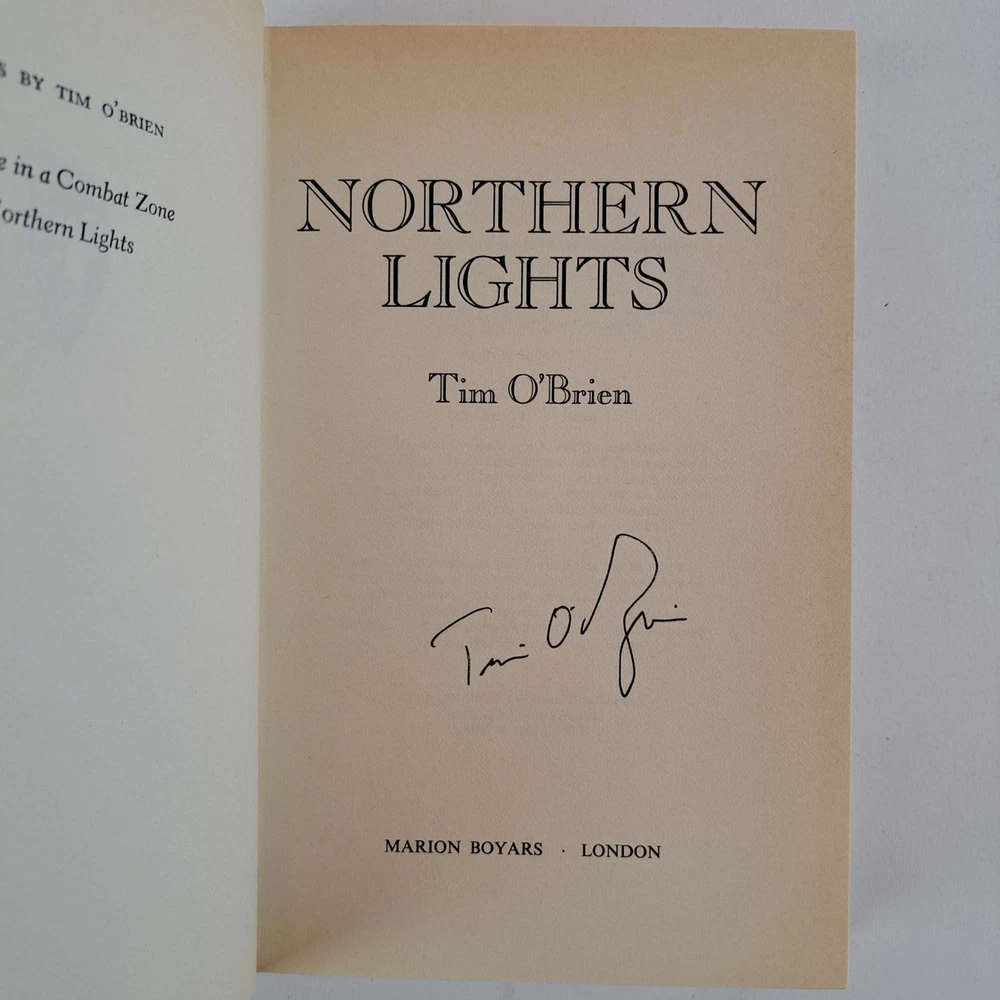 BY TIM O'BRIEN
in a Combat Zone
Northern Lights
NORTHERN
LIGHTS
Tim O'Brien
Tim O'Brien
MARION BOYARS · LONDON